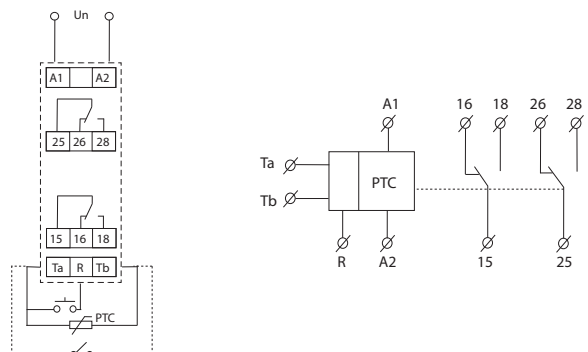 Un
A1 A2
25 26 28
15 16 18
Ta R Tb
PTC
A1 16 18 26 28
Ta
PTC
Tb
R A2 15 25